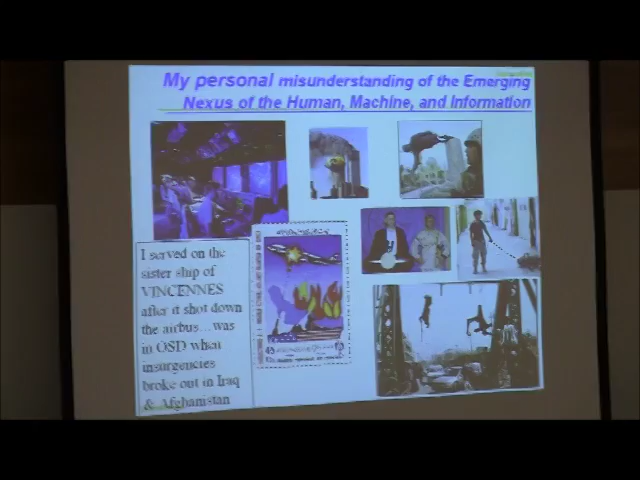 My personal misunderstanding of the Emerging
Nexus of the Human, Machine, and Information
I served on the
sister ship of
VINCENNES
after it shot down
the airbus...was
in OSD when
insurgencies
broke out in Iraq
& Afghanistan